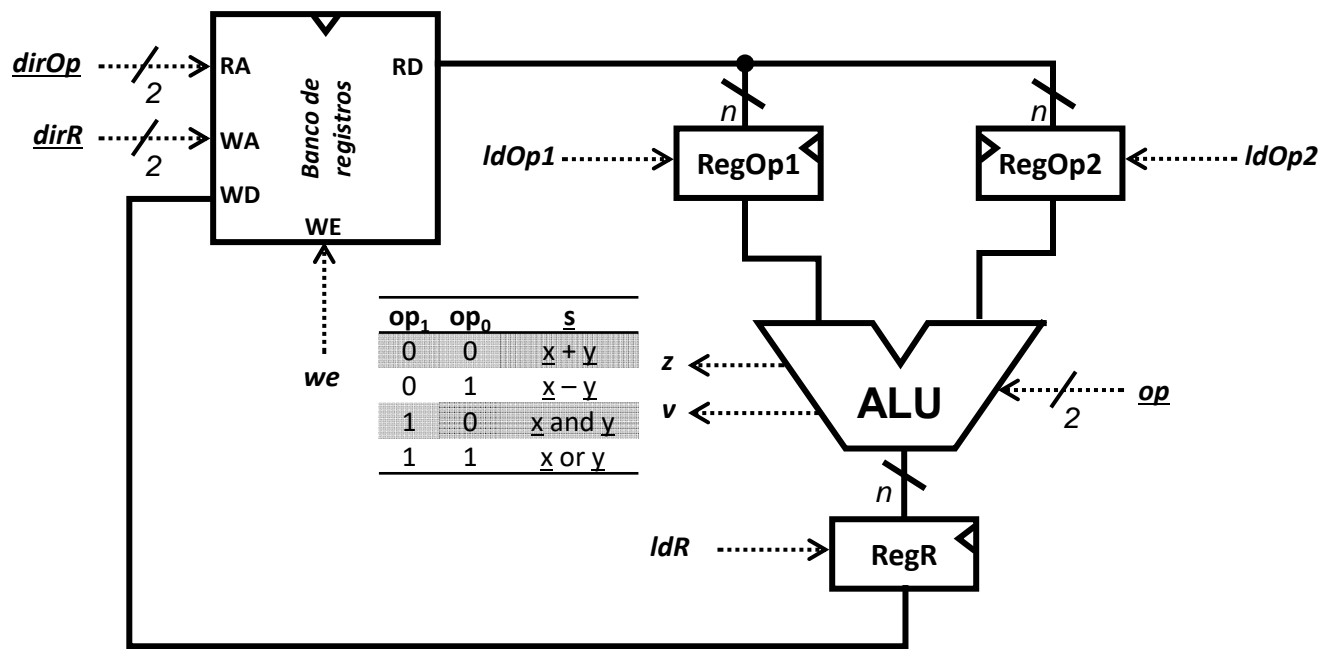 dirOp
2
RA
RD
dirR
2
WA
WD
Banco de
registros
WE
we
n
n
ldOp1
RegOp1
RegOp2
ldOp2
op₁ op₀ s
0 0 x + y
0 1 x – y
1 0 x and y
1 1 x or y
z
v
ALU
op
2
n
ldR
RegR